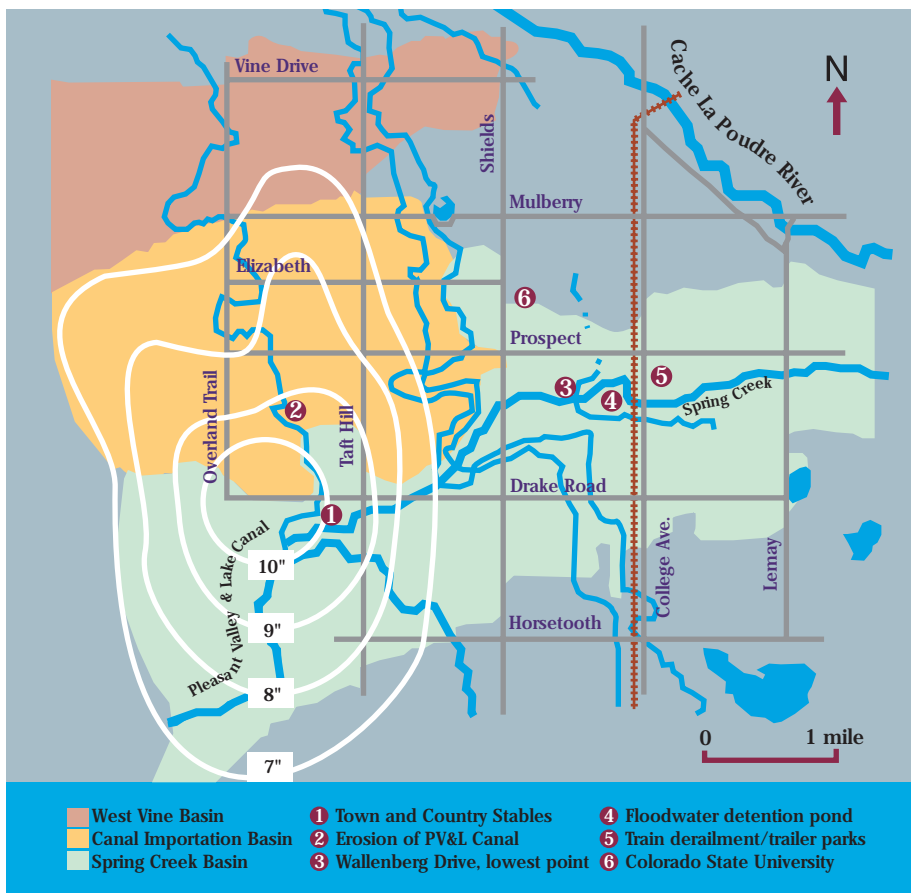 Vine Drive
N
Cache La Poudre River
Shields
Mulberry
Elizabeth
6
Prospect
3
4
5
Spring Creek
2
Overland Trail
Taft Hill
Drake Road
1
Pleasant Valley & Lake Canal
10"
College Ave.
Lemay
9"
Horsetooth
8"
7"
0 1 mile
West Vine Basin
Canal Importation Basin
Spring Creek Basin
1 Town and Country Stables
2 Erosion of PV&L Canal
3 Wallenberg Drive, lowest point
4 Floodwater detention pond
5 Train derailment/trailer parks
6 Colorado State University